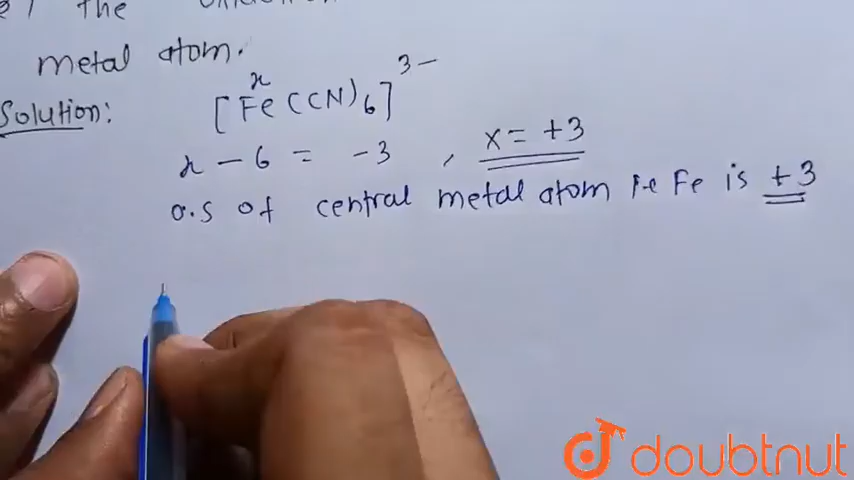 the
metal atom.
Solution: [Fe(CN)6]3-
x
x - 6 = -3 , x = +3
O.S of central metal atom i.e Fe is +3
doubtnut